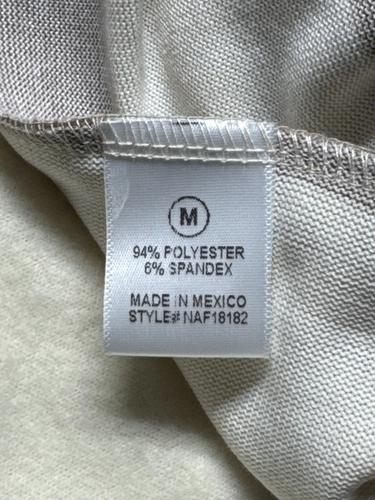 M
94% POLYESTER
6% SPANDEX
MADE IN MEXICO
STYLE# NAF18182